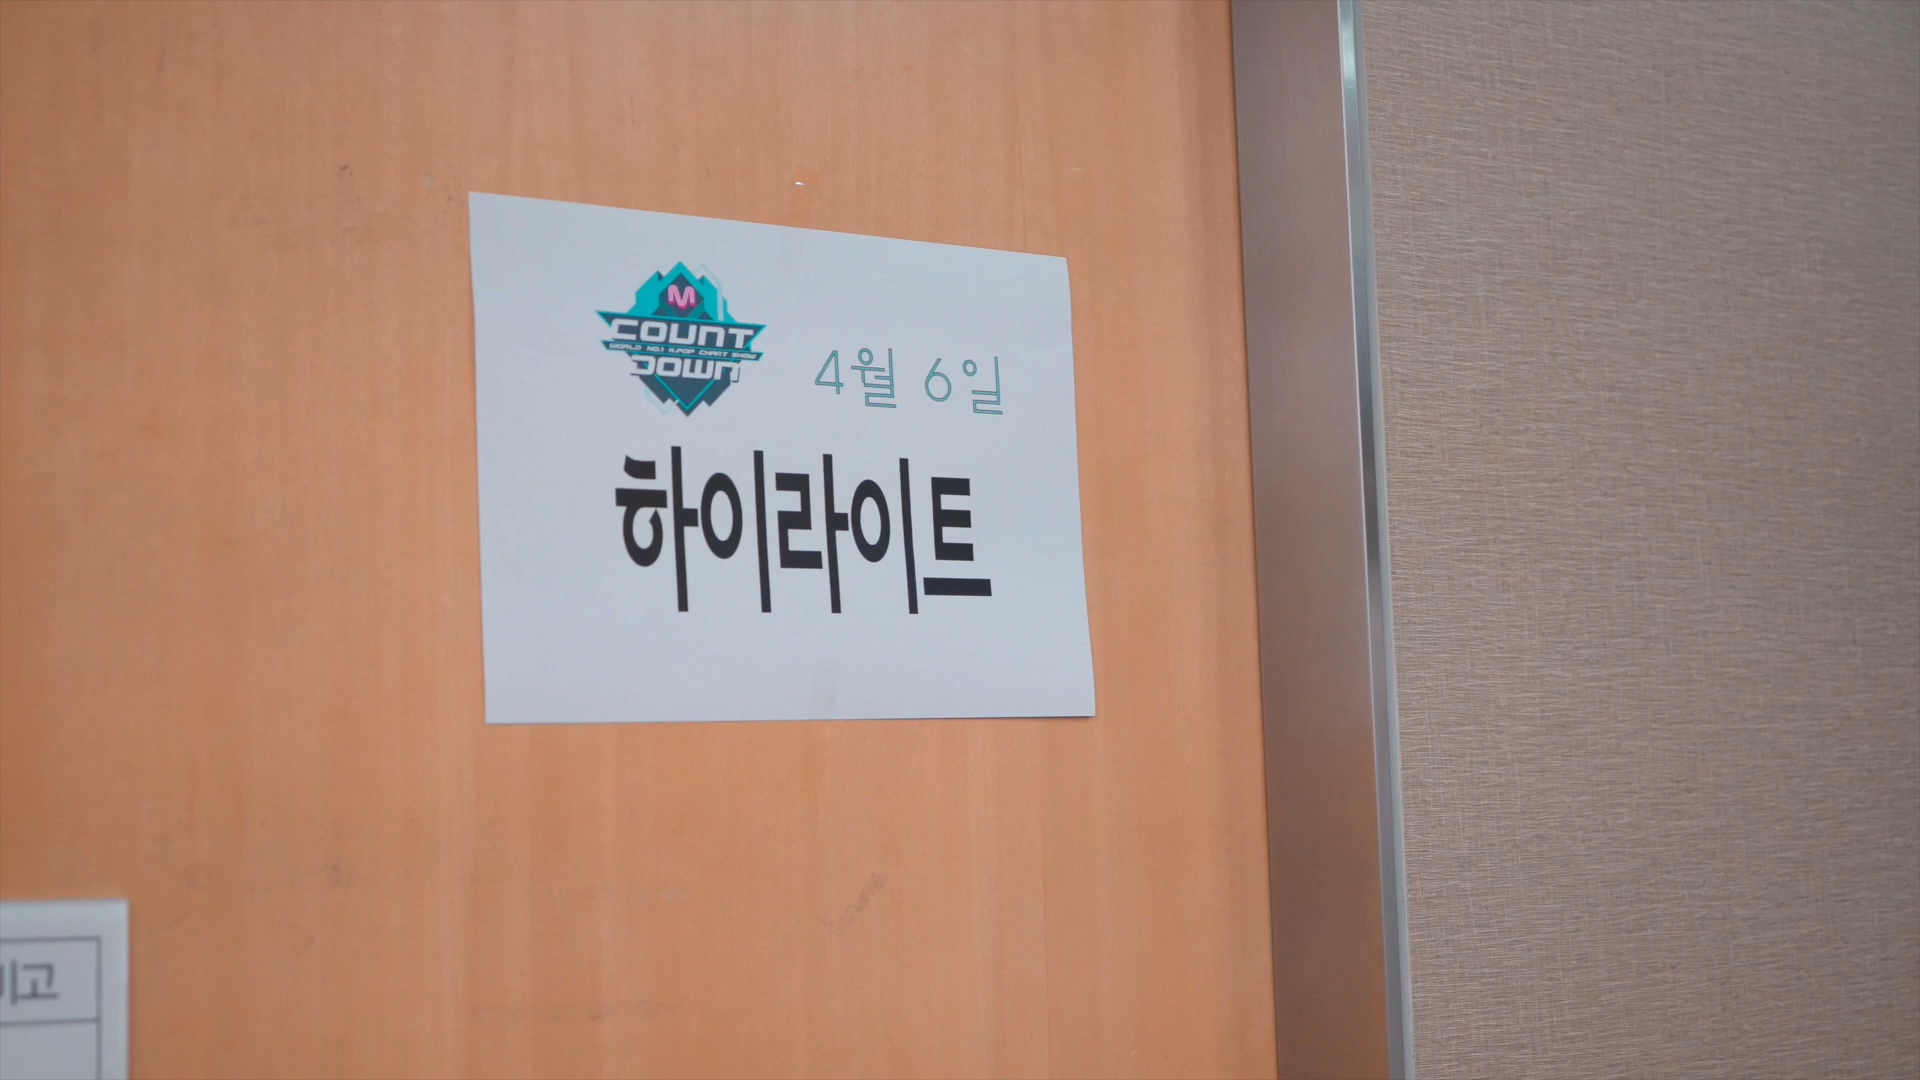 M
COUNT
WORLD NO.1 K-POP CHART SHOW
DOWN
4월 6일
하이라이트